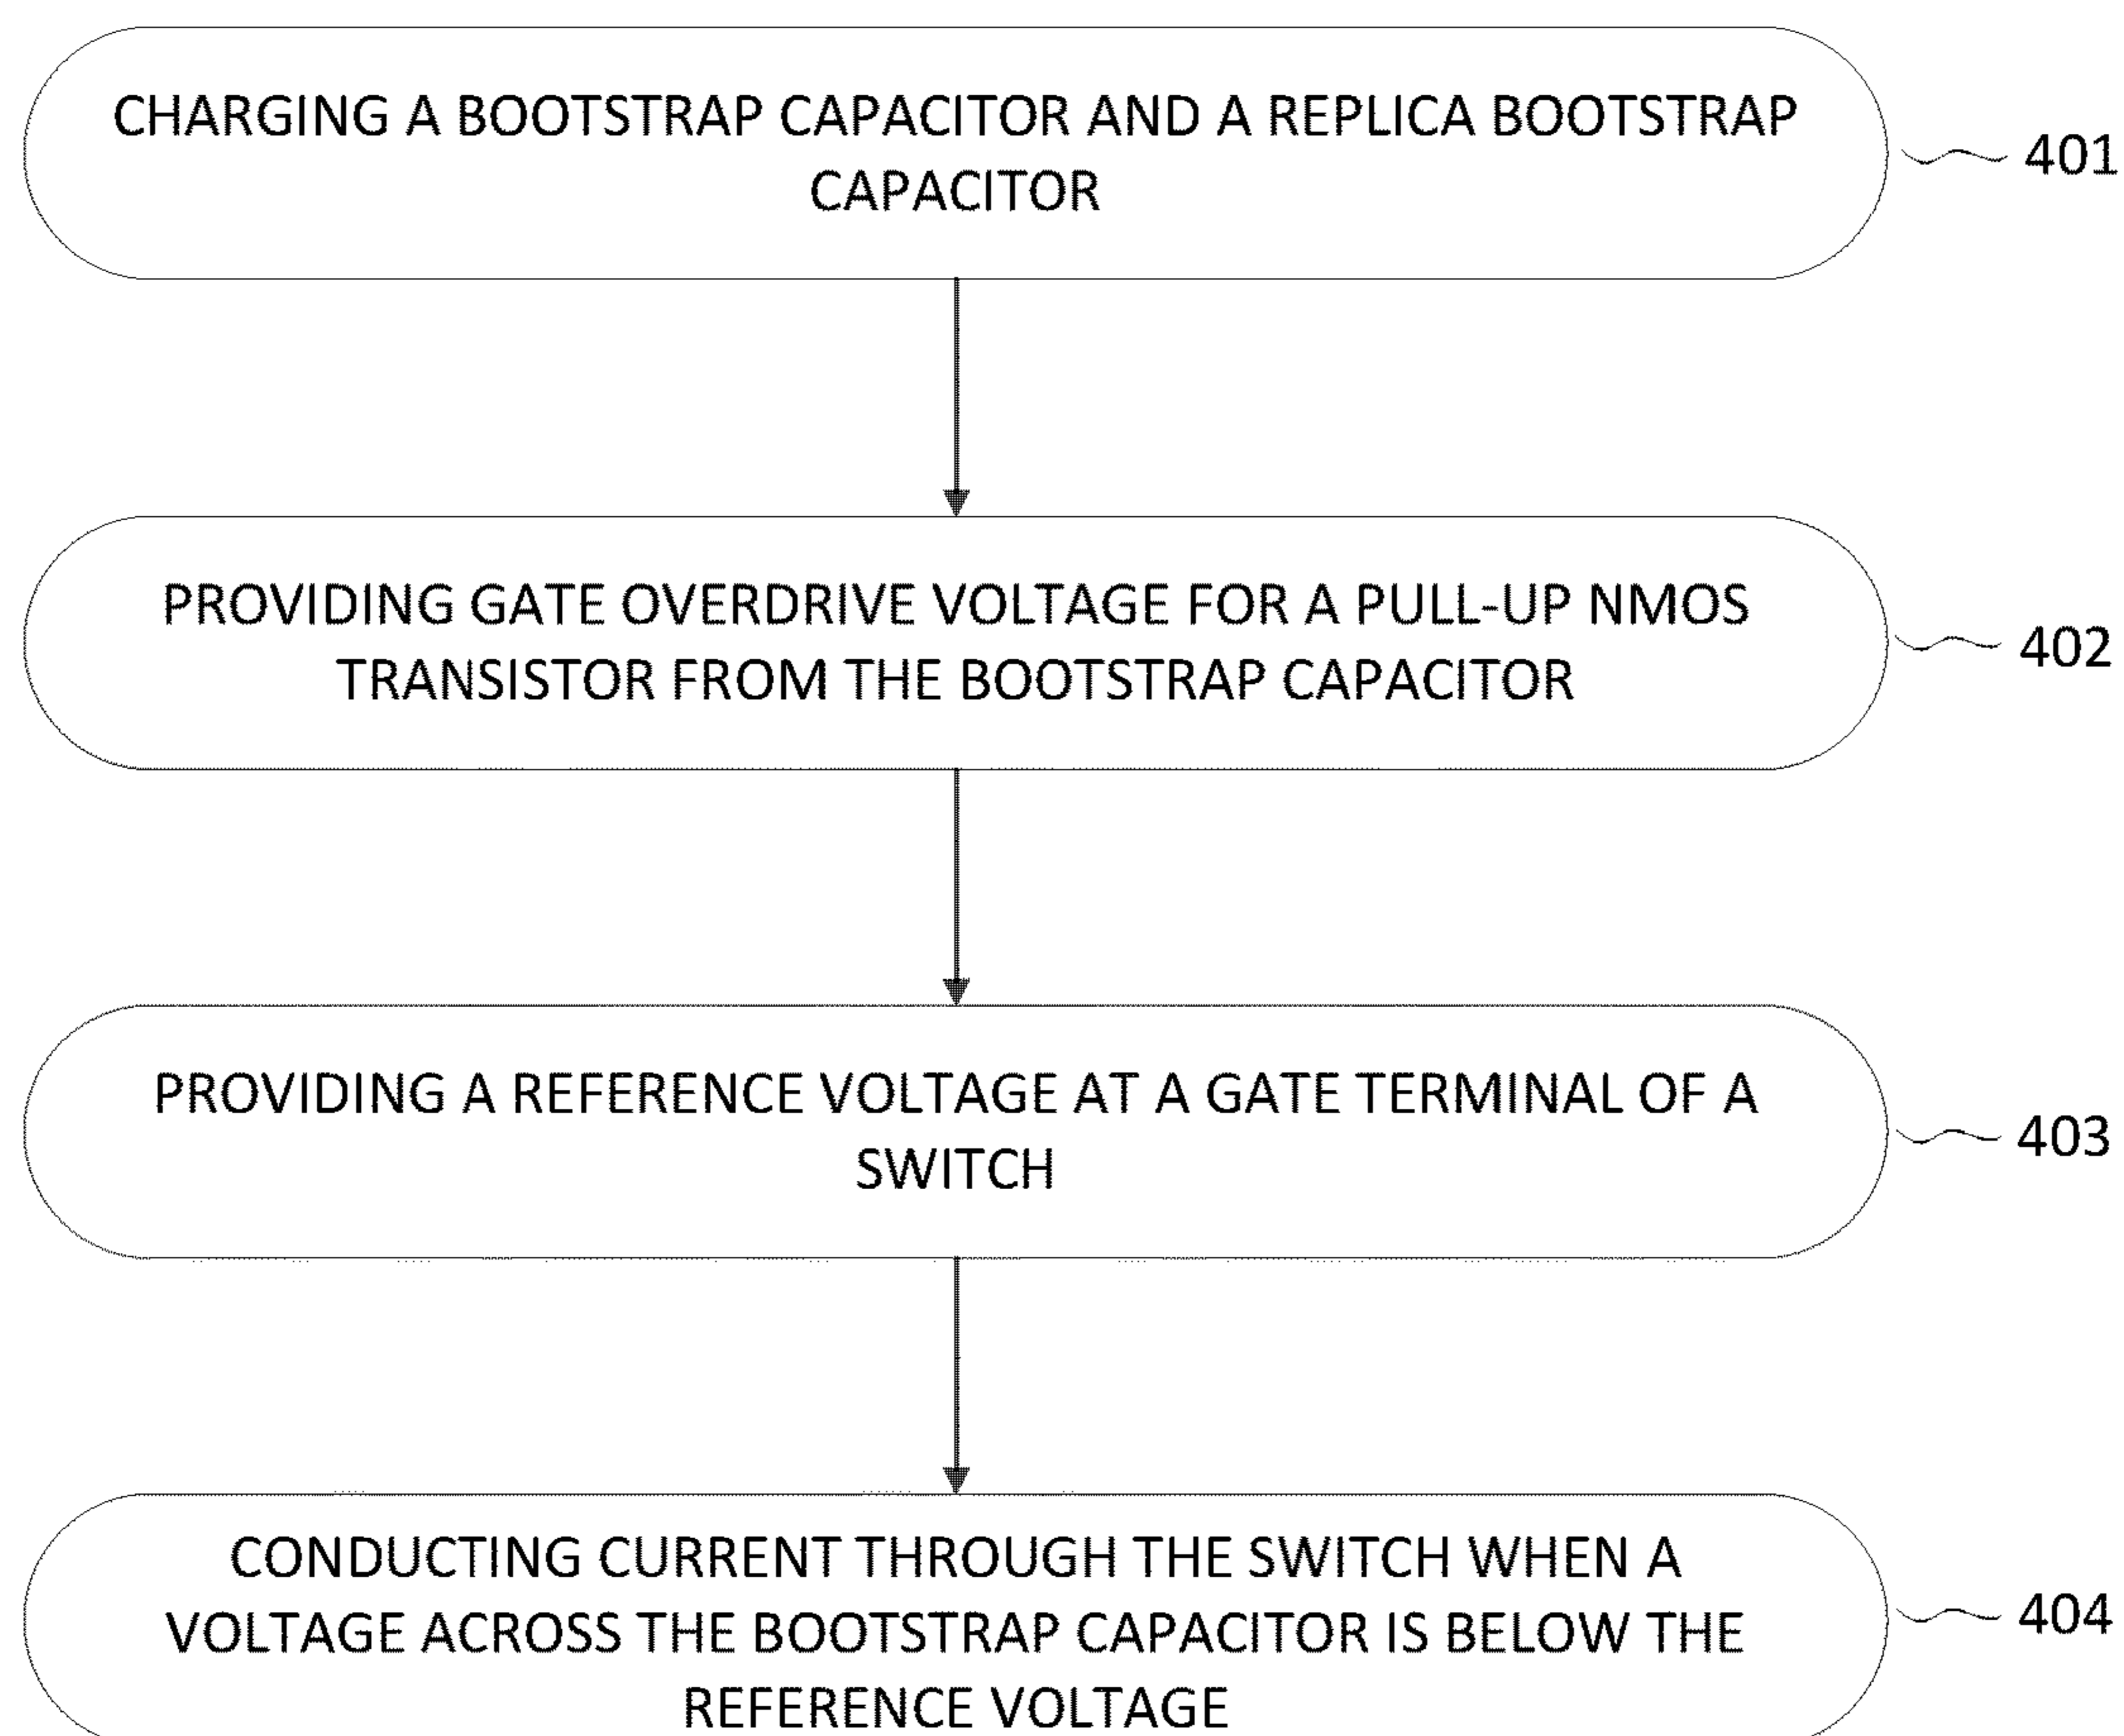 CHARGING A BOOTSTRAP CAPACITOR AND A REPLICA BOOTSTRAP
CAPACITOR
401
PROVIDING GATE OVERDRIVE VOLTAGE FOR A PULL-UP NMOS
TRANSISTOR FROM THE BOOTSTRAP CAPACITOR
402
PROVIDING A REFERENCE VOLTAGE AT A GATE TERMINAL OF A
SWITCH
403
CONDUCTING CURRENT THROUGH THE SWITCH WHEN A
VOLTAGE ACROSS THE BOOTSTRAP CAPACITOR IS BELOW THE
REFERENCE VOLTAGE
404